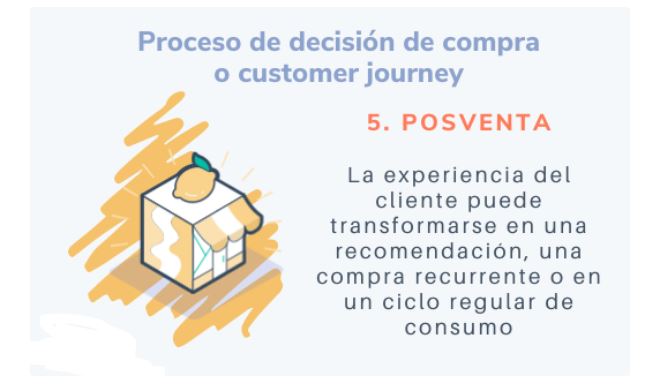 Proceso de decisión de compra
o customer journey
5. POSVENTA
La experiencia del
cliente puede
transformarse en una
recomendación, una
compra recurrente o en
un ciclo regular de
consumo